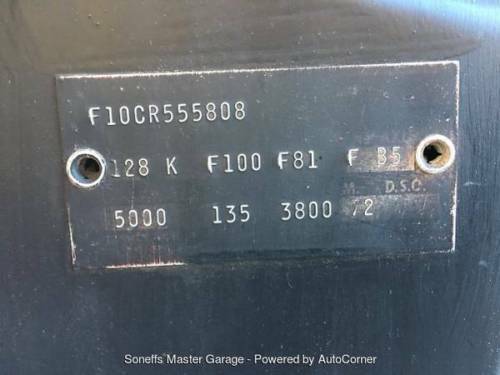 F10CR555808
128 K F100 F81 F B5
M D.S.O.
5000 135 3800 72
Soneffs Master Garage - Powered by AutoCorner